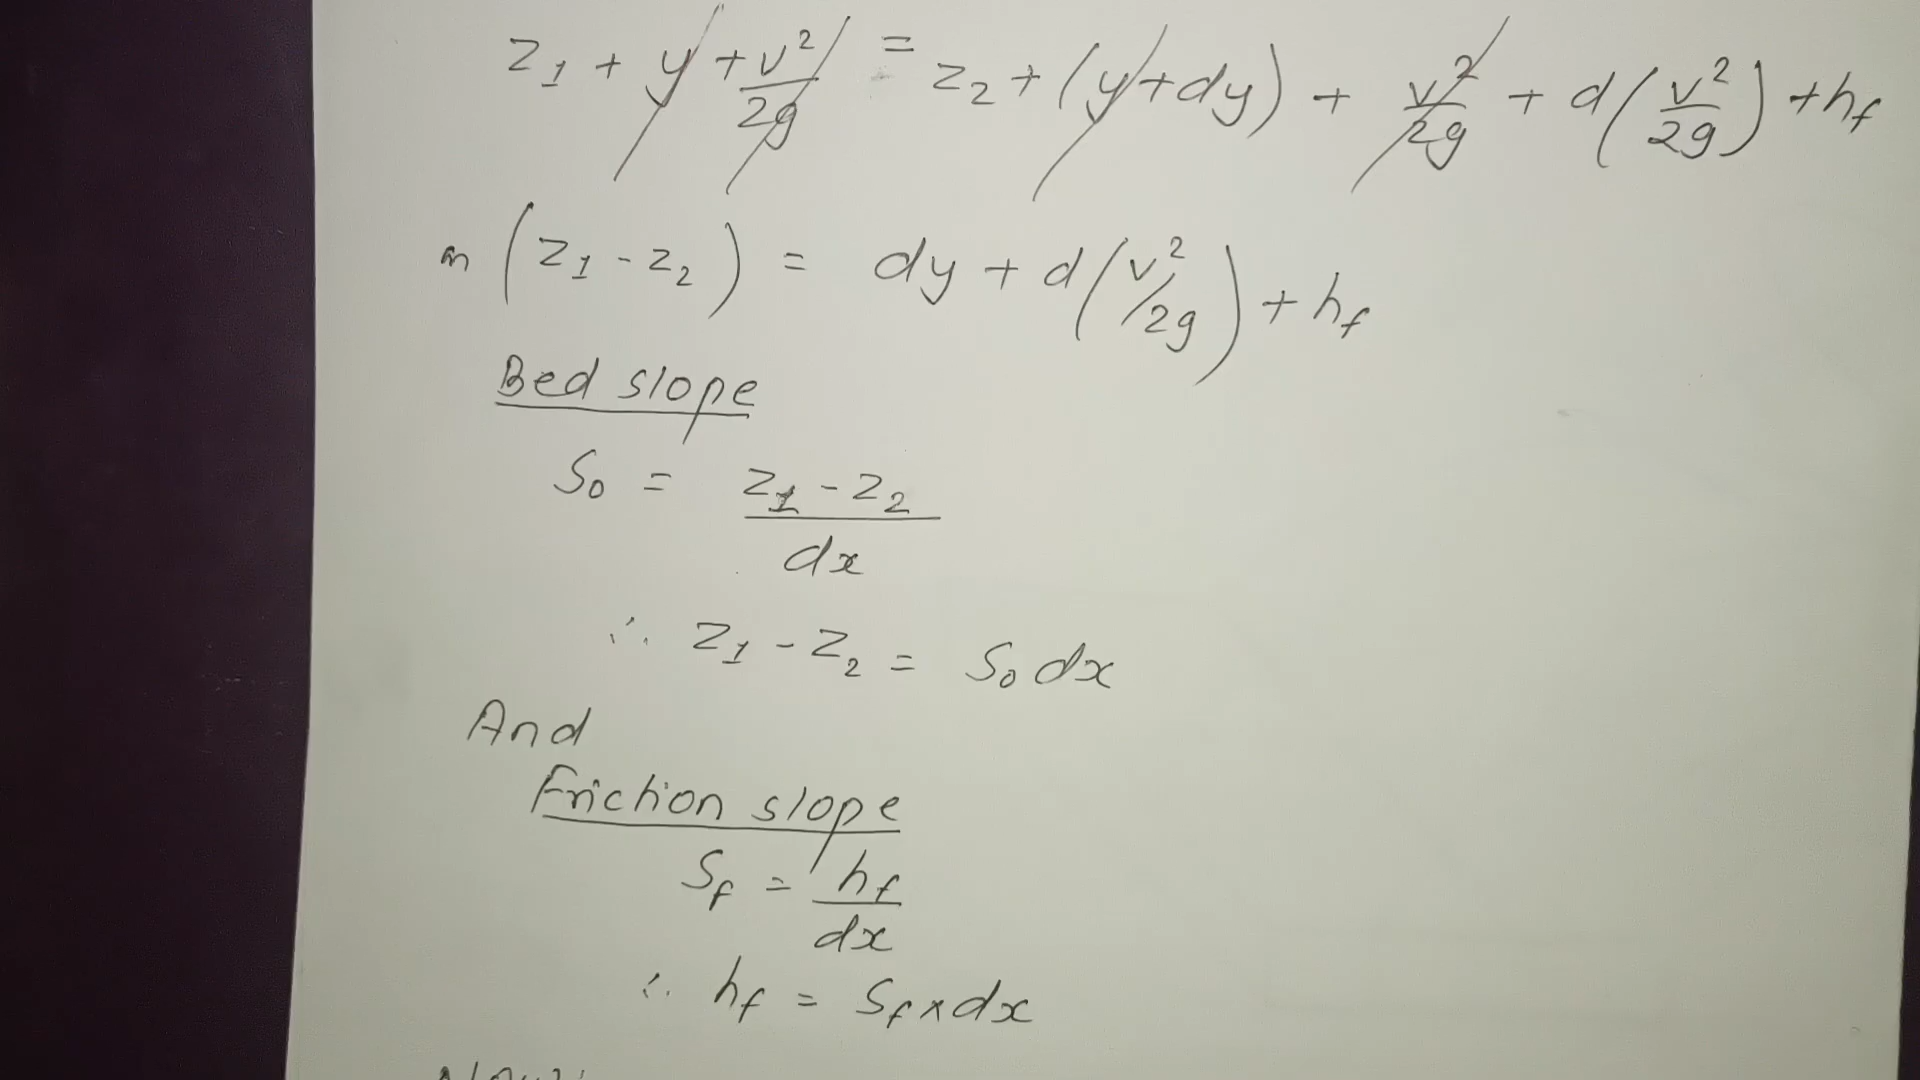 z₁ + y + v²/2g = z₂ + (y + dy) + v²/2g + d(v²/2g) + h_f
(z₁ - z₂) = dy + d(v²/2g) + h_f
Bed slope
S₀ = (z₁ - z₂)/dx
∴ z₁ - z₂ = S₀ dx
And
Friction slope
S_f = h_f/dx
∴ h_f = S_f × dx